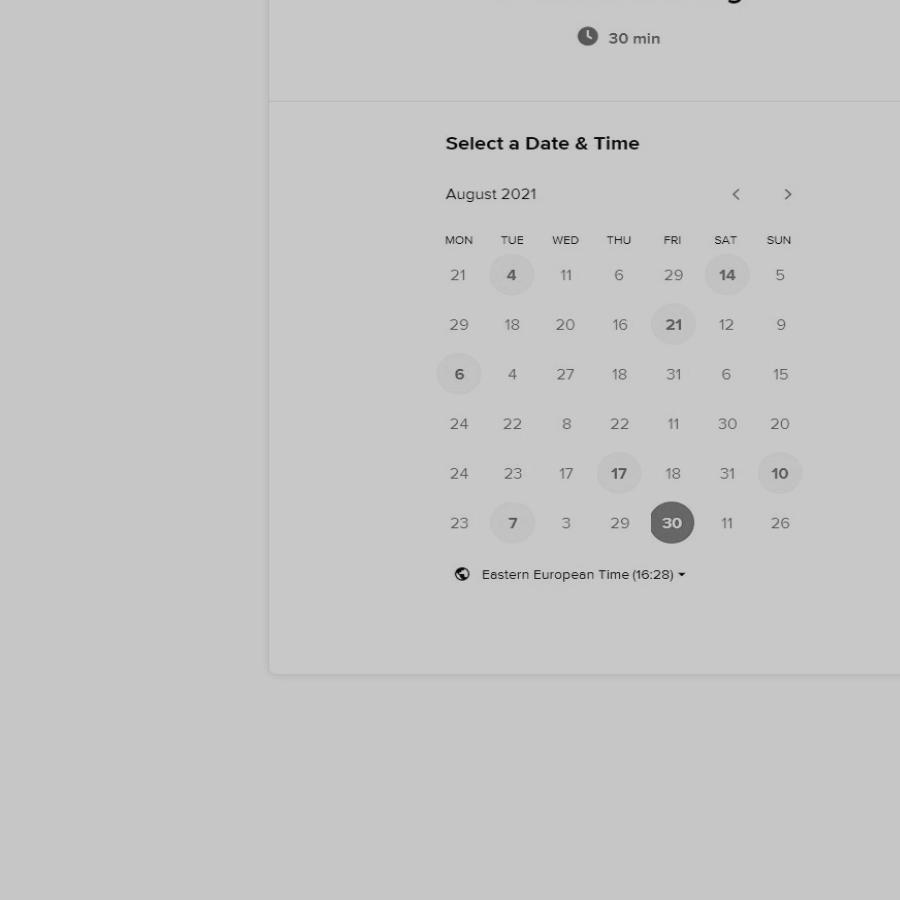 30 min
Select a Date & Time
August 2021
MON TUE WED THU FRI SAT SUN
21 4 11 6 29 14 5
29 18 20 16 21 12 9
6 4 27 18 31 6 15
24 22 8 22 11 30 20
24 23 17 17 18 31 10
23 7 3 29 30 11 26
Eastern European Time (16:28)